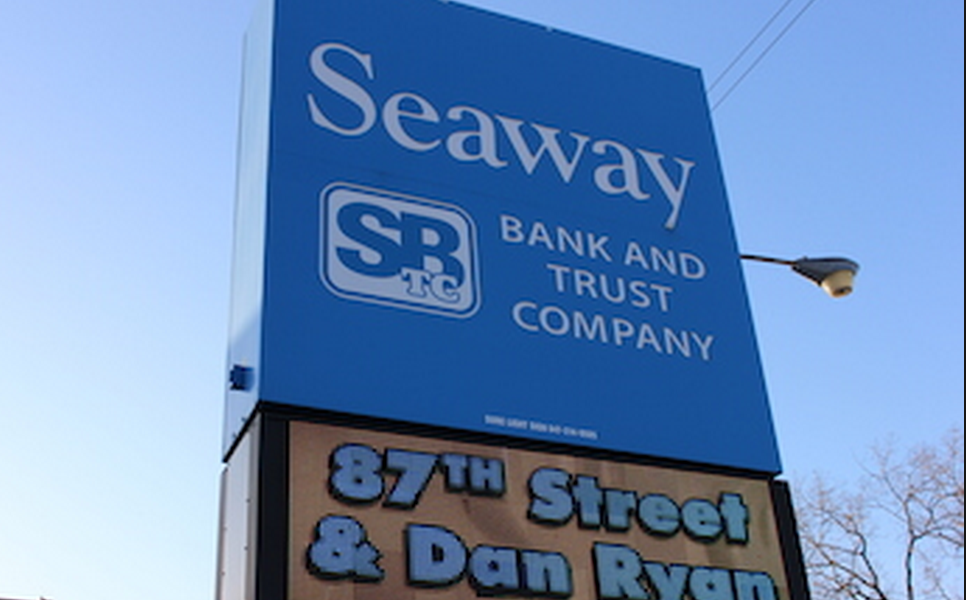 Seaway
SB
TC
BANK AND
TRUST
COMPANY
87TH Street
& Dan Ryan